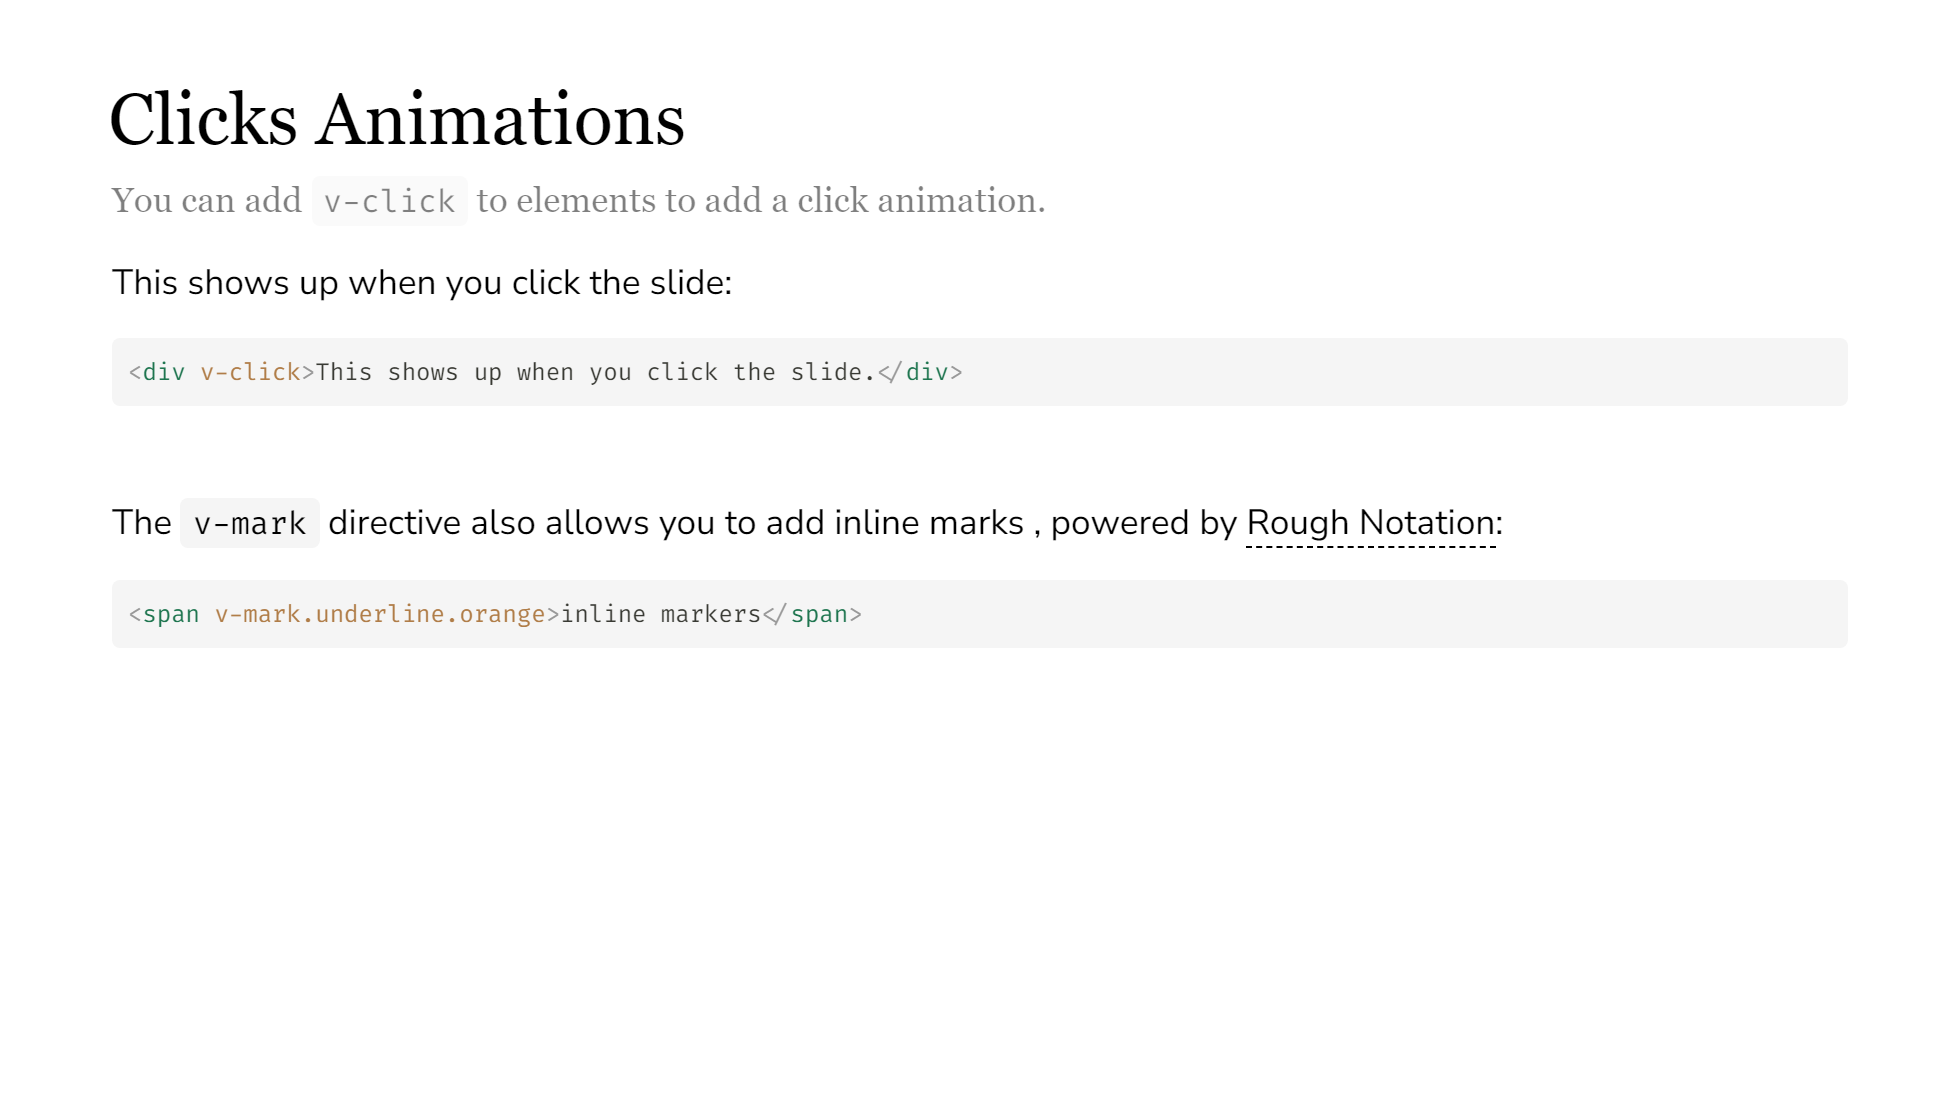 Clicks Animations
You can add v-click to elements to add a click animation.
This shows up when you click the slide:
<div v-click>This shows up when you click the slide.</div>
The v-mark directive also allows you to add inline marks , powered by Rough Notation:
<span v-mark.underline.orange>inline markers</span>